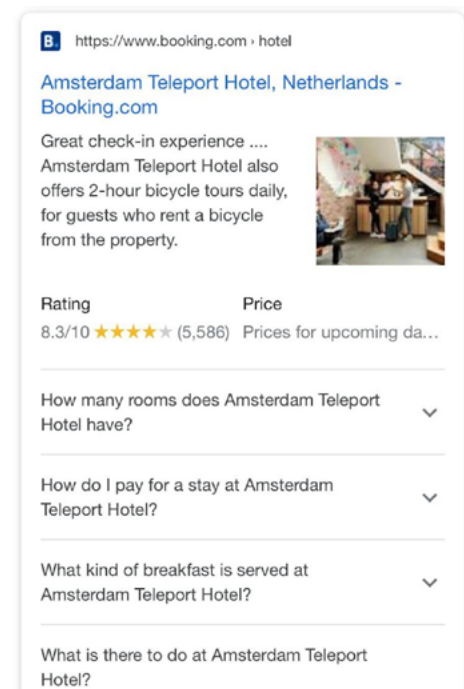 B.
https://www.booking.com › hotel
Amsterdam Teleport Hotel, Netherlands -
Booking.com
Great check-in experience ....
Amsterdam Teleport Hotel also
offers 2-hour bicycle tours daily,
for guests who rent a bicycle
from the property.
Rating Price
8.3/10 ★★★★★ (5,586) Prices for upcoming da...
How many rooms does Amsterdam Teleport
Hotel have?
How do I pay for a stay at Amsterdam
Teleport Hotel?
What kind of breakfast is served at
Amsterdam Teleport Hotel?
What is there to do at Amsterdam Teleport
Hotel?